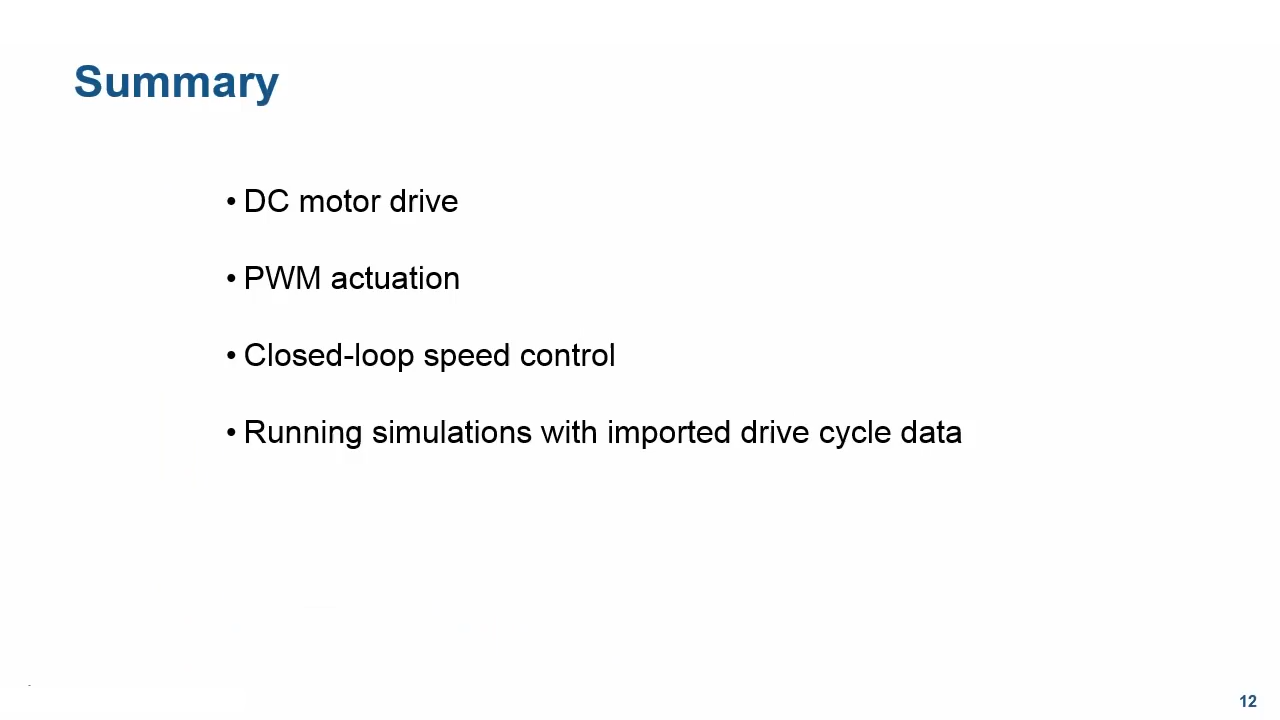 Summary
• DC motor drive
• PWM actuation
• Closed-loop speed control
• Running simulations with imported drive cycle data
12